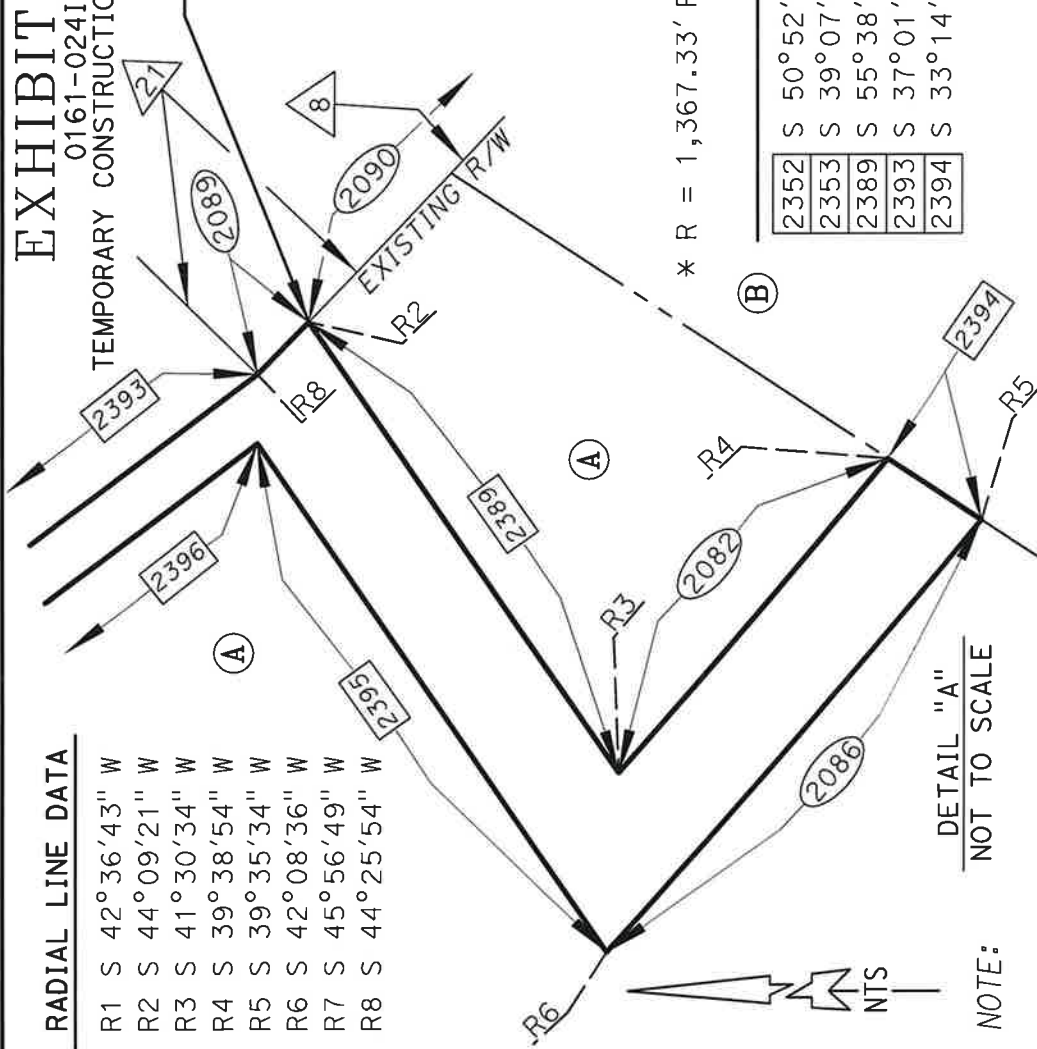 EXHIBIT
0161-024
TEMPORARY CONSTRUCTIO
RADIAL LINE DATA
R1 S 42°36'43" W
R2 S 44°09'21" W
R3 S 41°30'34" W
R4 S 39°38'54" W
R5 S 39°35'34" W
R6 S 42°08'36" W
R7 S 45°56'49" W
R8 S 44°25'54" W
21
8
2393
2089
2090
EXISTING R/W
2396
R8
R2
A
2389
A
* R = 1,367.33'
B
2352 S 50°52'
2353 S 39°07'
2389 S 55°38'
2393 S 37°01'
2394 S 33°14'
2395
R3
R4
2082
2394
R5
R6
2086
DETAIL "A"
NOT TO SCALE
NTS
NOTE: